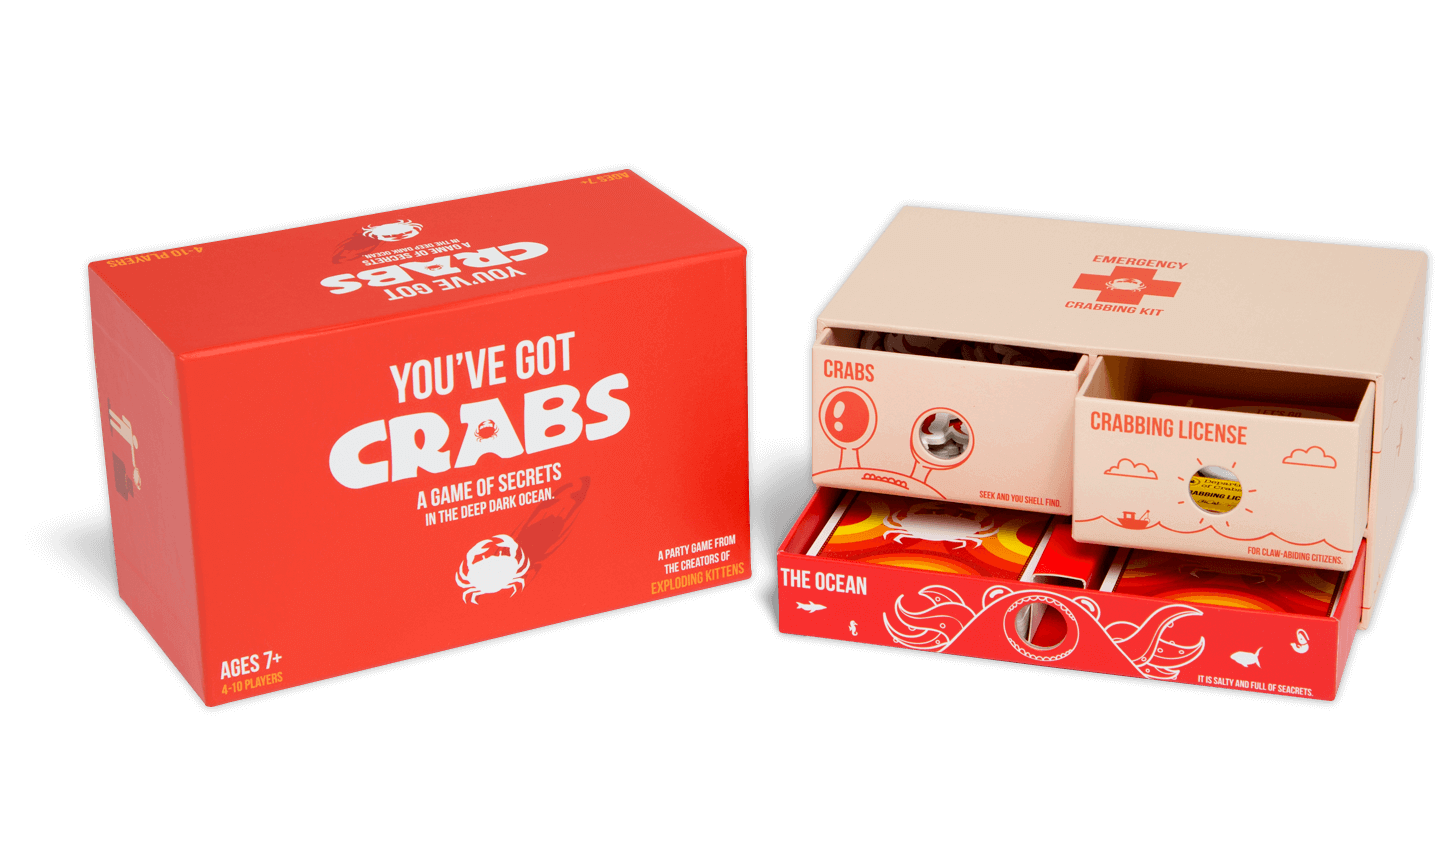 AGES 7+
4-10 PLAYERS
A GAME OF SECRETS
IN THE DEEP DARK OCEAN.
YOU'VE GOT
CRABS
YOU'VE GOT
CRABS
A GAME OF SECRETS
IN THE DEEP DARK OCEAN.
A PARTY GAME FROM
THE CREATORS OF
EXPLODING KITTENS
AGES 7+
4-10 PLAYERS
EMERGENCY
CRABBING KIT
CRABS
SEEK AND YOU SHELL FIND.
CRABBING LICENSE
FOR CLAW-ABIDING CITIZENS.
THE OCEAN
IT IS SALTY AND FULL OF SEACRETS.